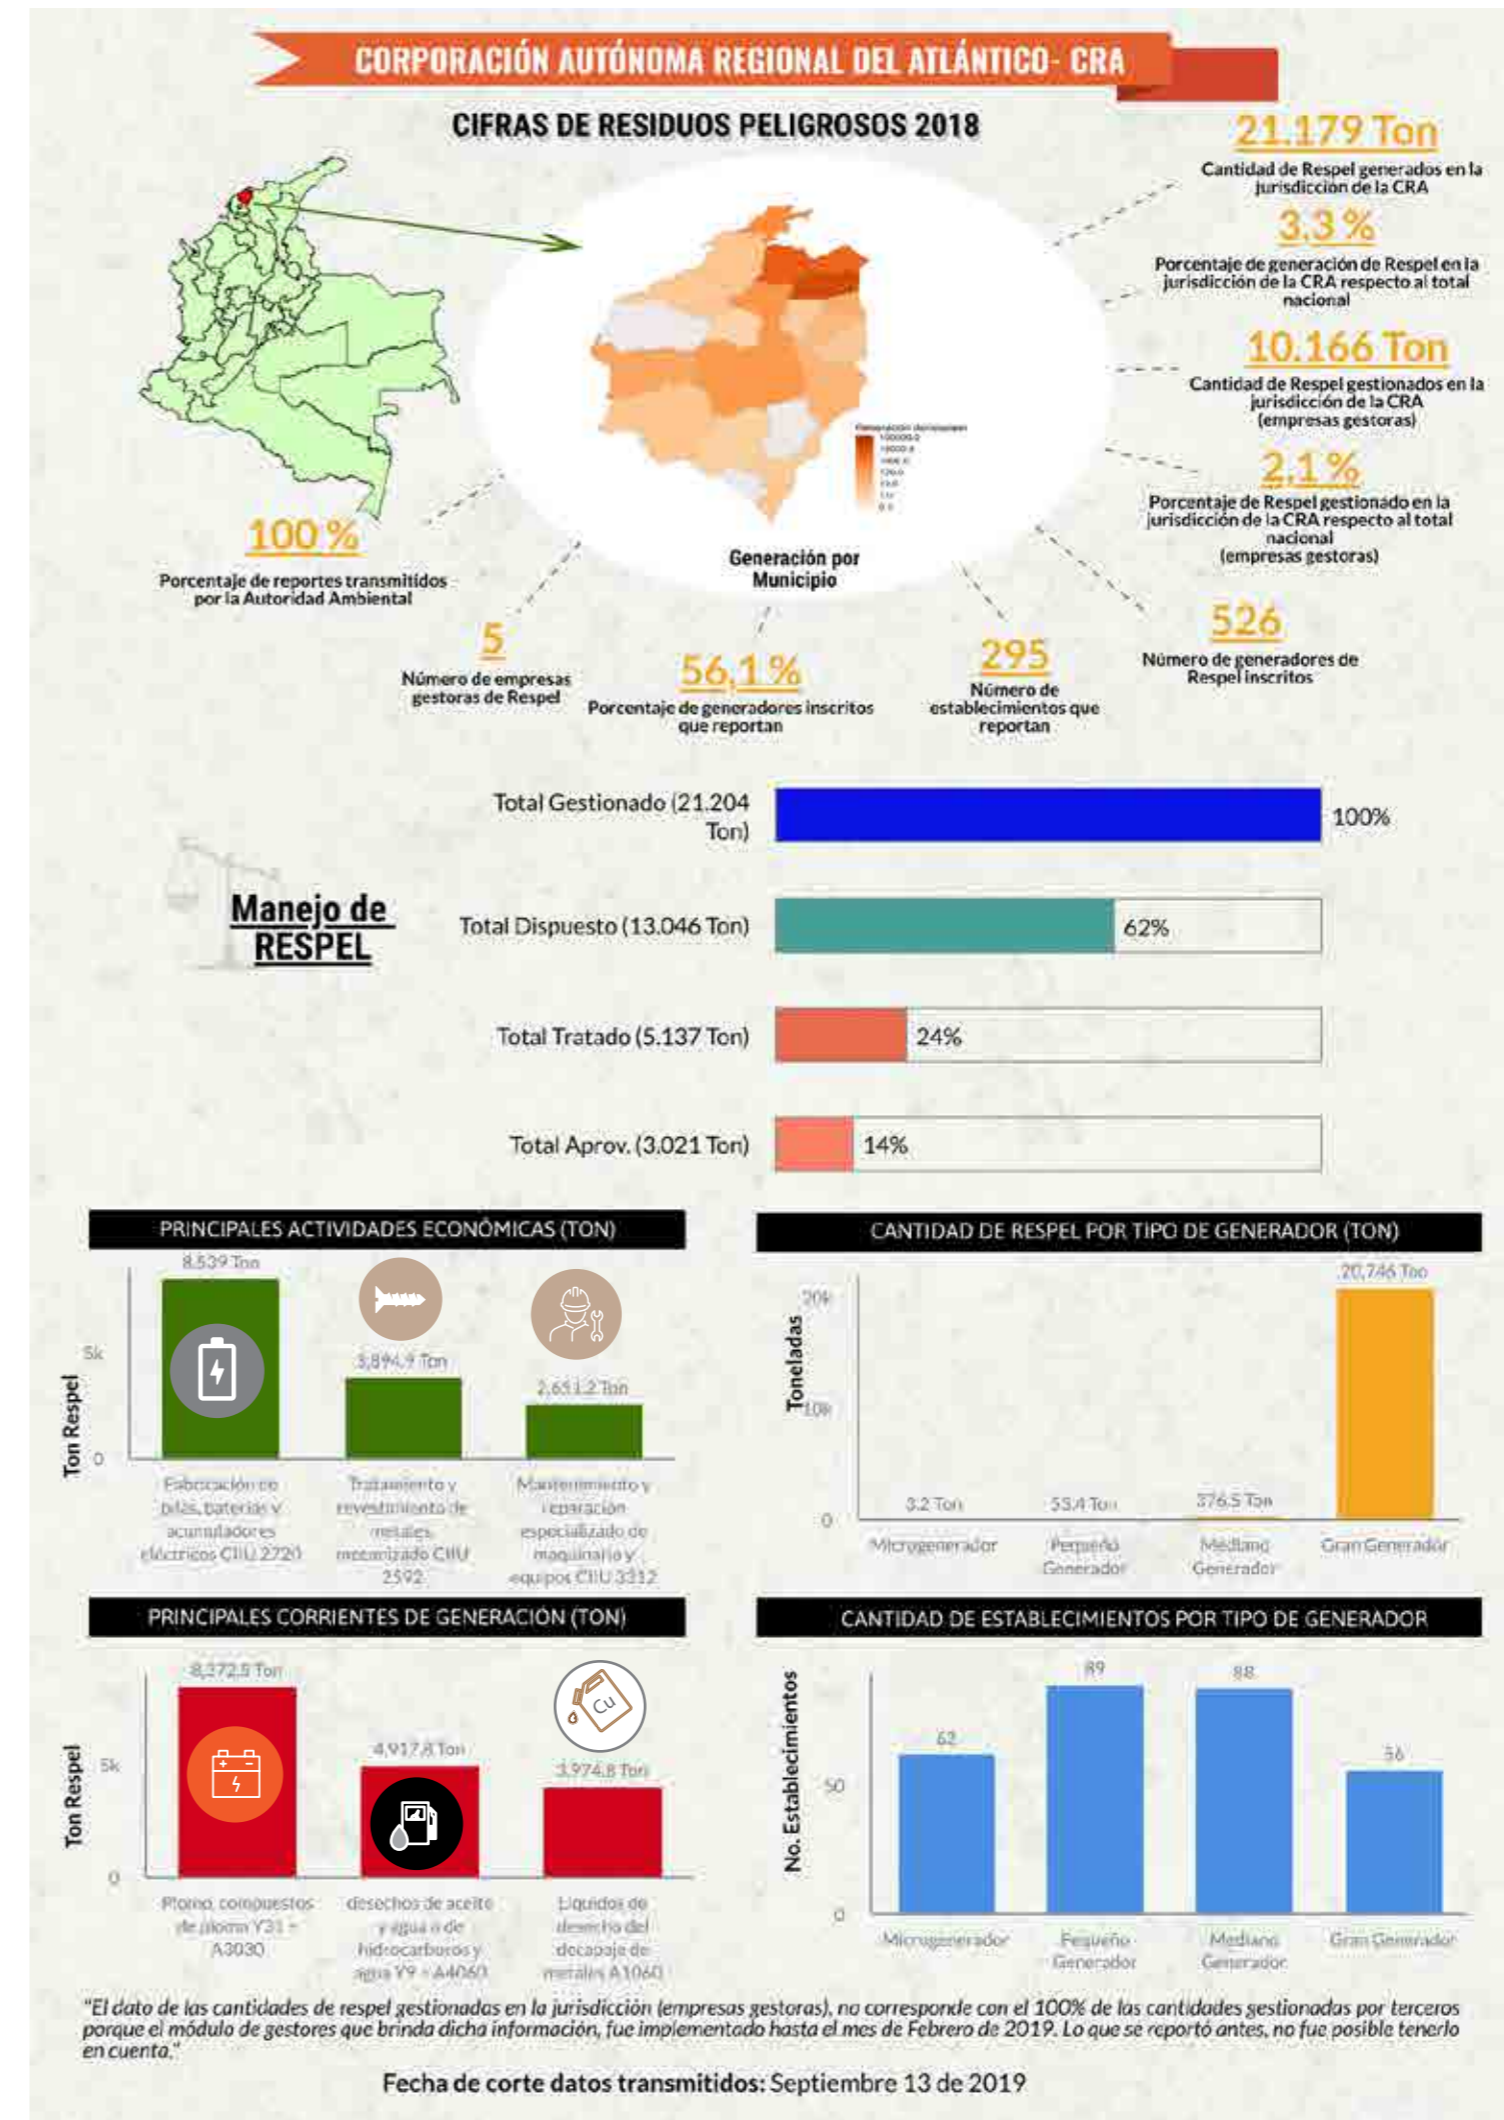 CORPORACIÓN AUTÓNOMA REGIONAL DEL ATLÁNTICO- CRA
CIFRAS DE RESIDUOS PELIGROSOS 2018
21.179 Ton
Cantidad de Respel generados en la
jurisdicción de la CRA
3,3 %
Porcentaje de generación de Respel en la
jurisdicción de la CRA respecto al total
nacional
10.166 Ton
Cantidad de Respel gestionados en la
jurisdicción de la CRA
(empresas gestoras)
2,1 %
Porcentaje de Respel gestionado en la
jurisdicción de la CRA respecto al total
nacional
(empresas gestoras)
Generación por
Municipio
100 %
Porcentaje de reportes transmitidos
por la Autoridad Ambiental
5
Número de empresas
gestoras de Respel
56,1 %
Porcentaje de generadores inscritos
que reportan
295
Número de
establecimientos que
reportan
526
Número de generadores de
Respel inscritos
Manejo de
RESPEL
Total Gestionado (21.204
Ton)
100%
Total Dispuesto (13.046 Ton)
62%
Total Tratado (5.137 Ton)
24%
Total Aprov. (3.021 Ton)
14%
PRINCIPALES ACTIVIDADES ECONÓMICAS (TON)
Ton Respel
5k
0
8.539 Ton
3,894.9 Ton
2,651.2 Ton
Fabricación de
pilas, baterías y
acumuladores
eléctricos CIIU 2720
Tratamiento y
revestimiento de
metales,
mecanizado CIIU
2592
Mantenimiento y
reparación
especializado de
maquinaria y
equipos CIIU 3312
CANTIDAD DE RESPEL POR TIPO DE GENERADOR (TON)
Toneladas
20k
10k
0
3.2 Ton
53.4 Ton
376.5 Ton
20,746 Ton
Microgenerador
Pequeño
Generador
Mediano
Generador
Gran Generador
PRINCIPALES CORRIENTES DE GENERACIÓN (TON)
Ton Respel
5k
0
8,372.5 Ton
4,917.8 Ton
3,974.8 Ton
Cu
Plomo, compuestos
de plomo Y31 -
A3030
desechos de aceite
y agua o de
hidrocarburos y
agua Y9 - A4060
Líquidos de
desecho del
decapaje de
metales A1060
CANTIDAD DE ESTABLECIMIENTOS POR TIPO DE GENERADOR
No. Establecimientos
50
0
62
89
88
56
Microgenerador
Pequeño
Generador
Mediano
Generador
Gran Generador
"El dato de las cantidades de respel gestionadas en la jurisdicción (empresas gestoras), no corresponde con el 100% de las cantidades gestionadas por terceros
porque el módulo de gestores que brinda dicha información, fue implementado hasta el mes de Febrero de 2019. Lo que se reportó antes, no fue posible tenerlo
en cuenta."
Fecha de corte datos transmitidos: Septiembre 13 de 2019